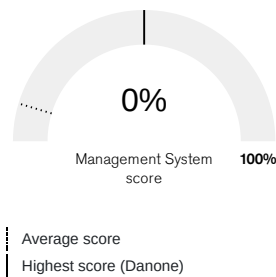 0%
Management System 100%
score
Average score
Highest score (Danone)